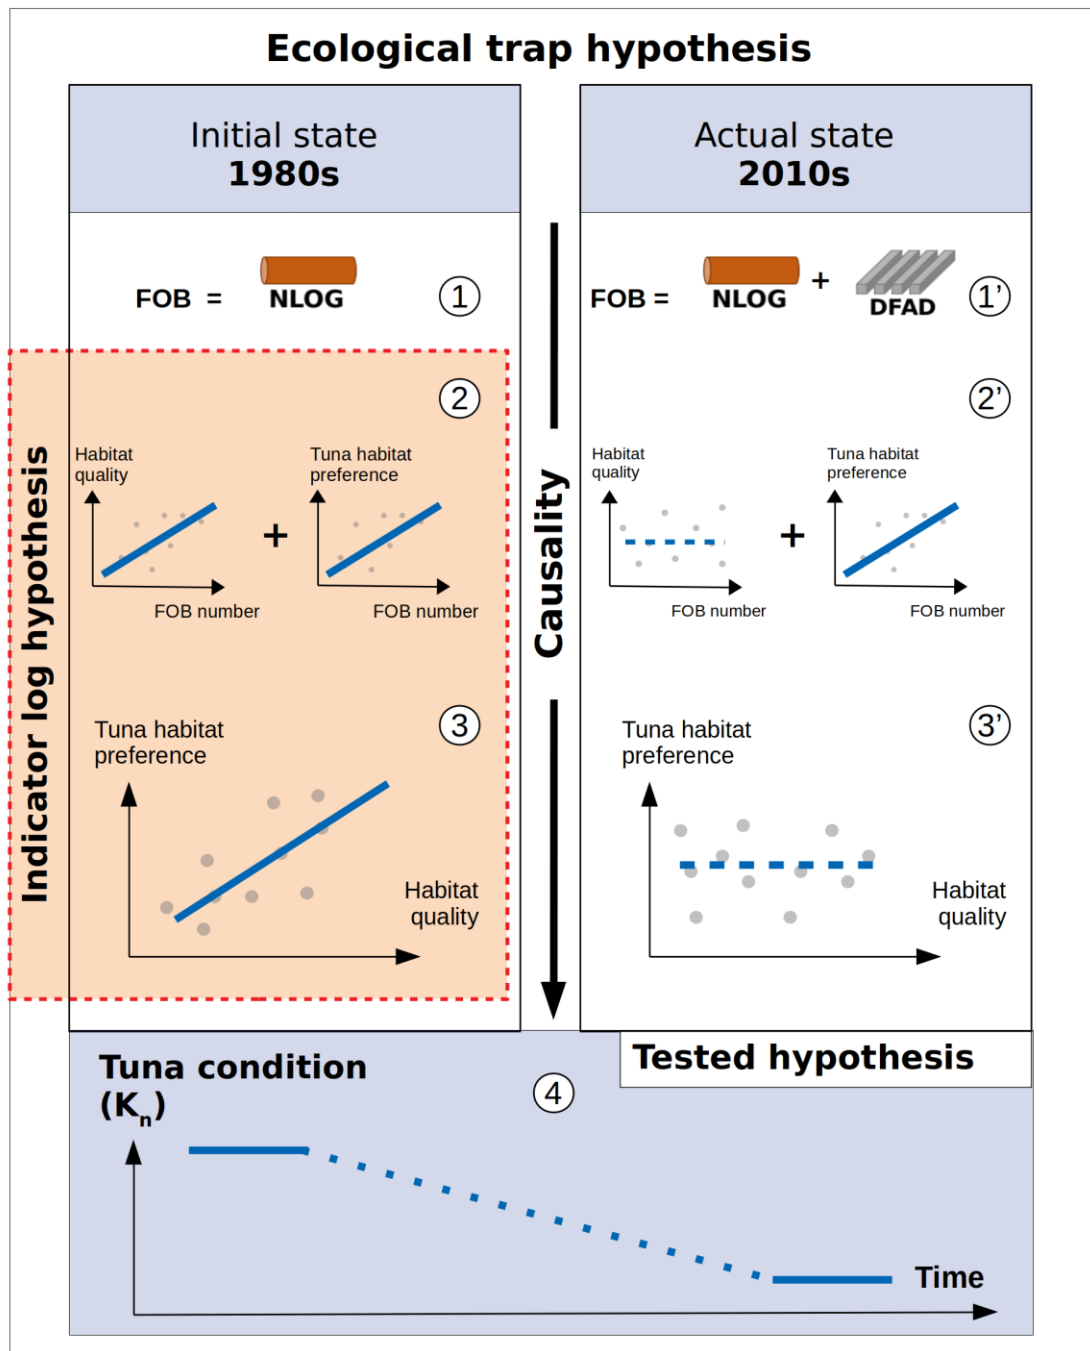 Ecological trap hypothesis
Initial state
1980s
Actual state
2010s
FOB =
NLOG
1
FOB =
NLOG
+
DFAD
1’
Indicator log hypothesis
2
Habitat
quality
FOB number
+
Tuna habitat
preference
FOB number
3
Tuna habitat
preference
Habitat
quality
Causality
2’
Habitat
quality
FOB number
+
Tuna habitat
preference
FOB number
3’
Tuna habitat
preference
Habitat
quality
Tested hypothesis
Tuna condition
(Kn)
4
Time